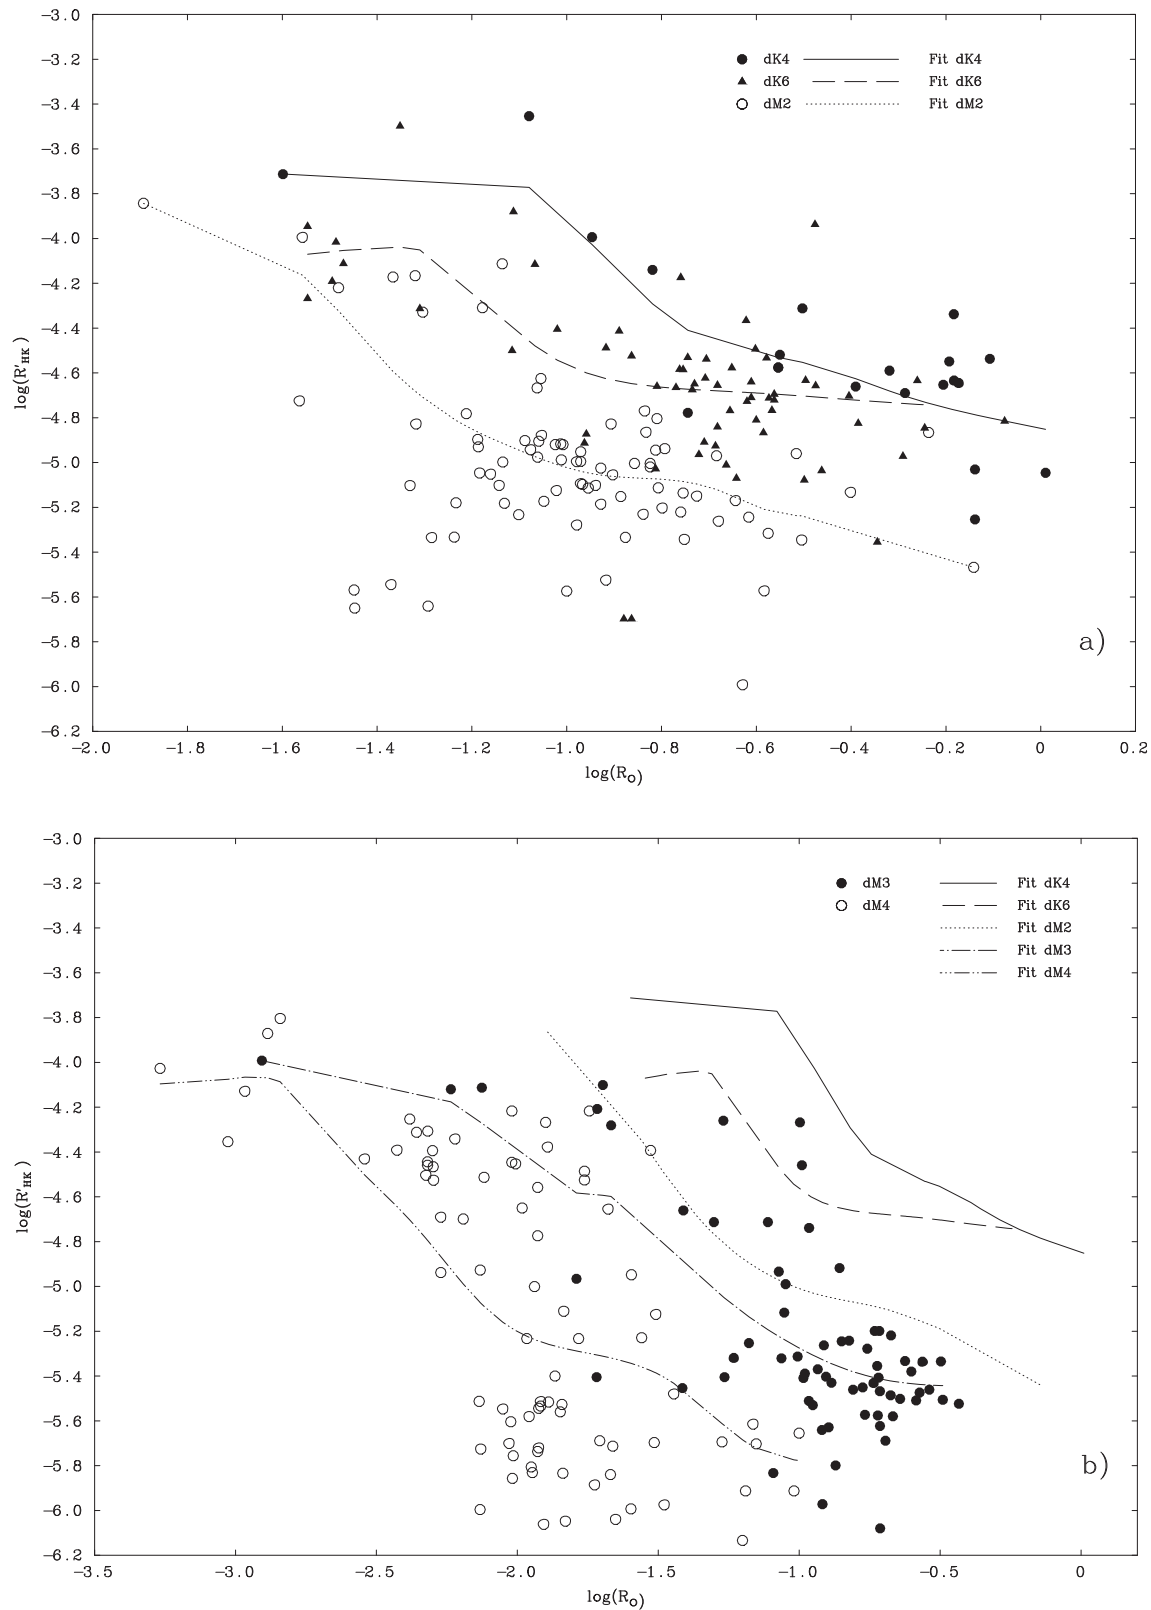 −3.0
−3.2
−3.4
−3.6
−3.8
−4.0
−4.2
−4.4
−4.6
−4.8
−5.0
−5.2
−5.4
−5.6
−5.8
−6.0
−6.2
log(R'HK)
dK4 Fit dK4
dK6 Fit dK6
dM2 Fit dM2
a)
−2.0 −1.8 −1.6 −1.4 −1.2 −1.0 −0.8 −0.6 −0.4 −0.2 0 0.2
log(Ro)
−3.0
−3.2
−3.4
−3.6
−3.8
−4.0
−4.2
−4.4
−4.6
−4.8
−5.0
−5.2
−5.4
−5.6
−5.8
−6.0
−6.2
log(R'HK)
dM3 Fit dK4
dM4 Fit dK6
Fit dM2
Fit dM3
Fit dM4
b)
−3.5 −3.0 −2.5 −2.0 −1.5 −1.0 −0.5 0
log(Ro)